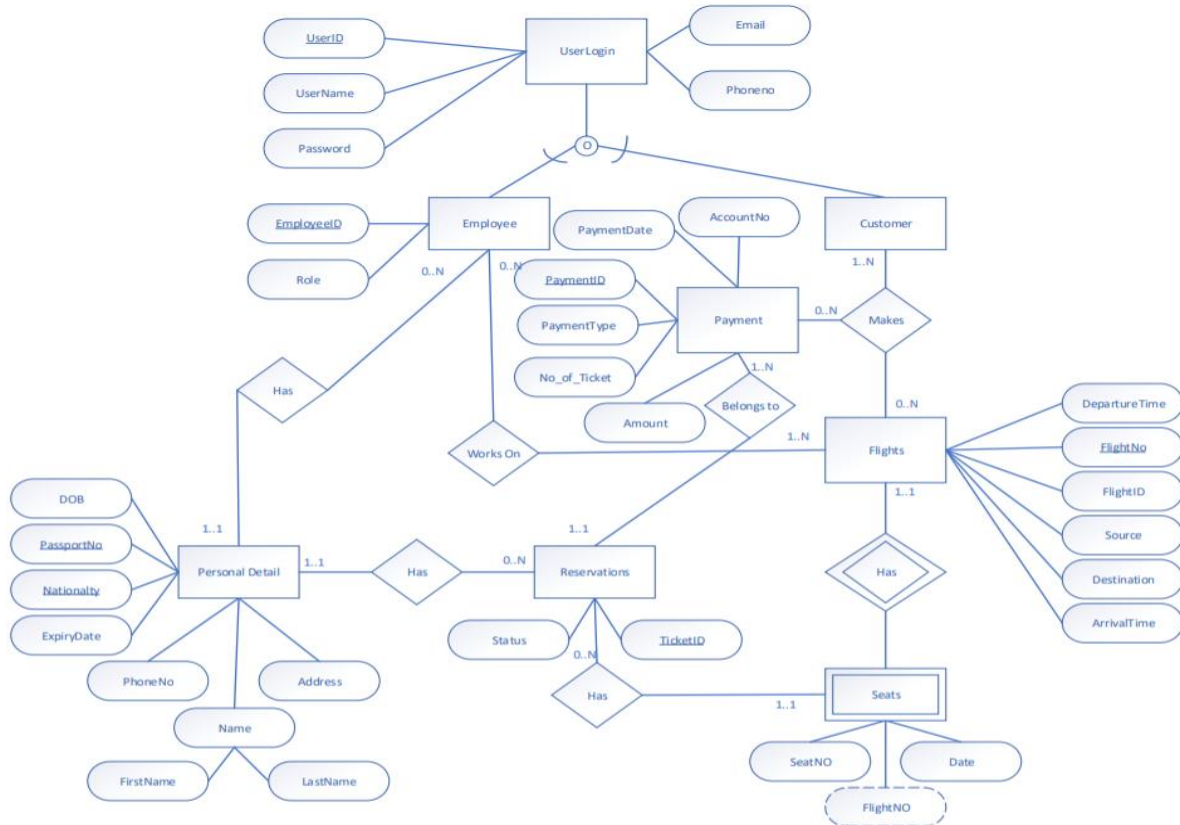 Email
UserID
UserLogin
UserName
Phoneno
Password
O
EmployeeID
Employee
PaymentDate
AccountNo
Customer
Role
0..N
0..N
1..N
PaymentID
PaymentType
Payment
0..N
Makes
No_of_Ticket
1..N
Has
Amount
Belongs to
0..N
DepartureTime
Works On
1..N
Flights
FlightNo
1..1
FlightID
DOB
Source
PassportNo
1..1
1..1
Personal Detail
1..1
Has
0..N
Reservations
Has
Destination
Nationalty
ExpiryDate
ArrivalTime
Status
TicketID
PhoneNo
Address
0..N
Has
1..1
Seats
Name
SeatNO
Date
FirstName
LastName
FlightNO